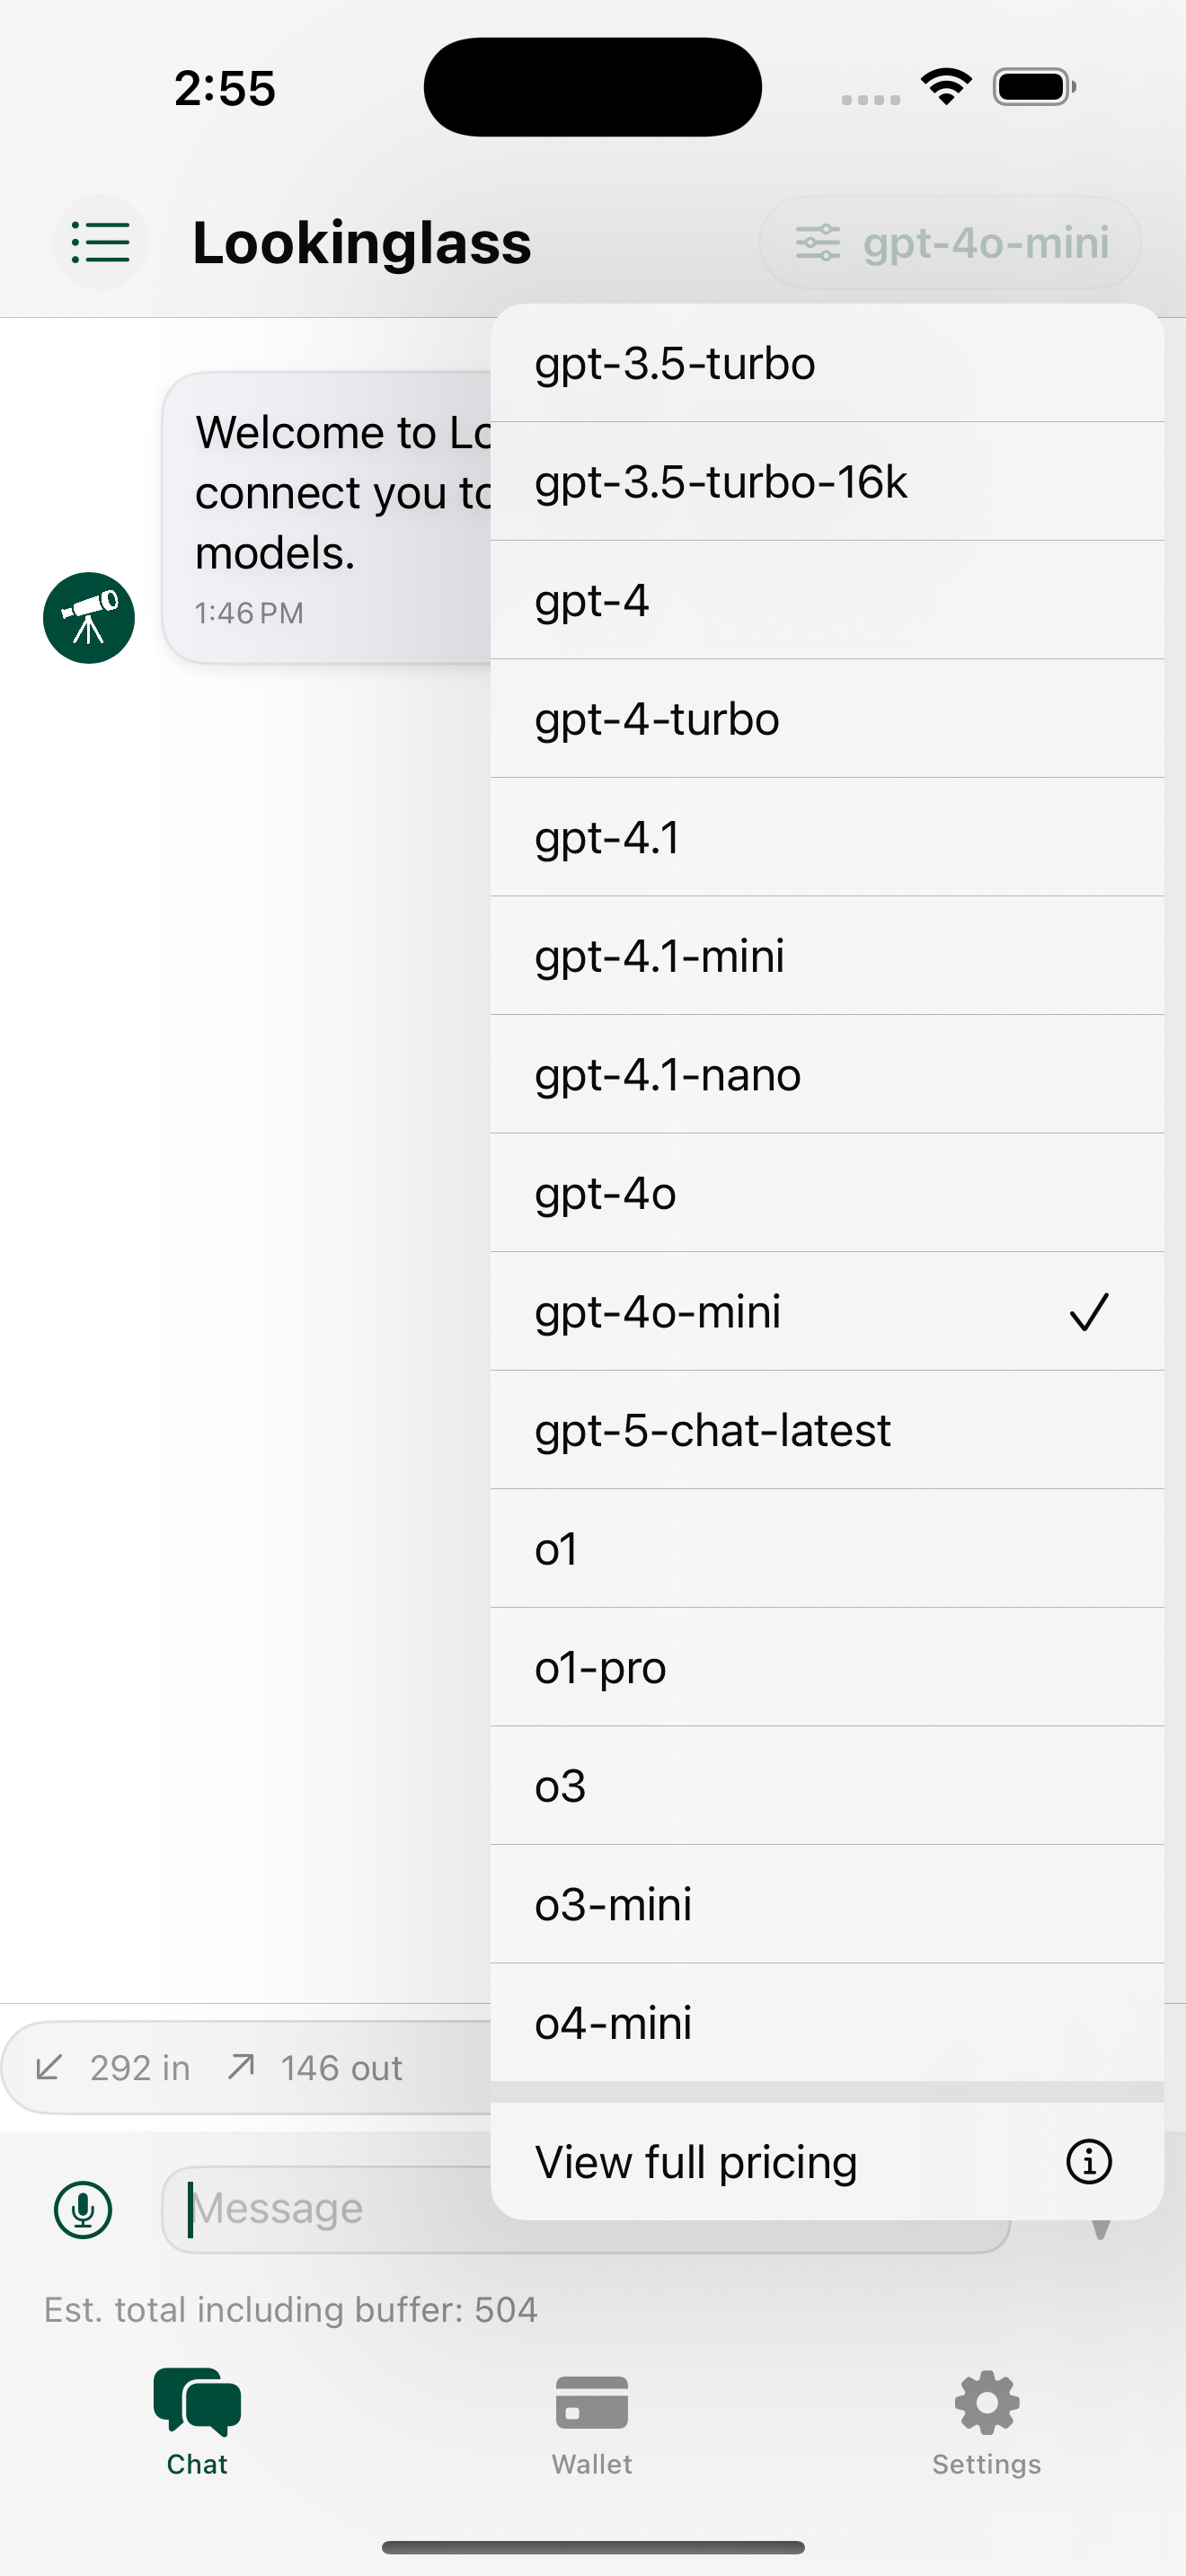 2:55
Lookinglass
gpt-4o-mini
Welcome to Lo
connect you to
models.
1:46 PM
gpt-3.5-turbo
gpt-3.5-turbo-16k
gpt-4
gpt-4-turbo
gpt-4.1
gpt-4.1-mini
gpt-4.1-nano
gpt-4o
gpt-4o-mini
gpt-5-chat-latest
o1
o1-pro
o3
o3-mini
o4-mini
View full pricing
292 in 146 out
Message
Est. total including buffer: 504
Chat
Wallet
Settings